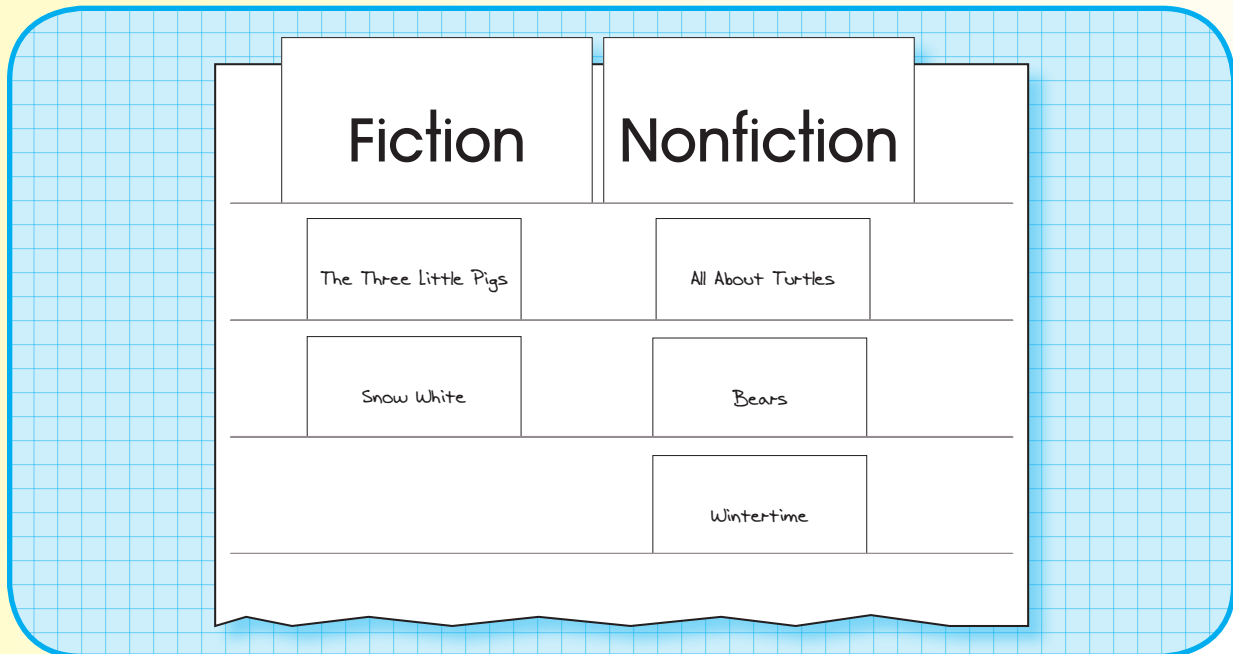 Fiction
Nonfiction
The Three Little Pigs
All About Turtles
Snow White
Bears
Wintertime